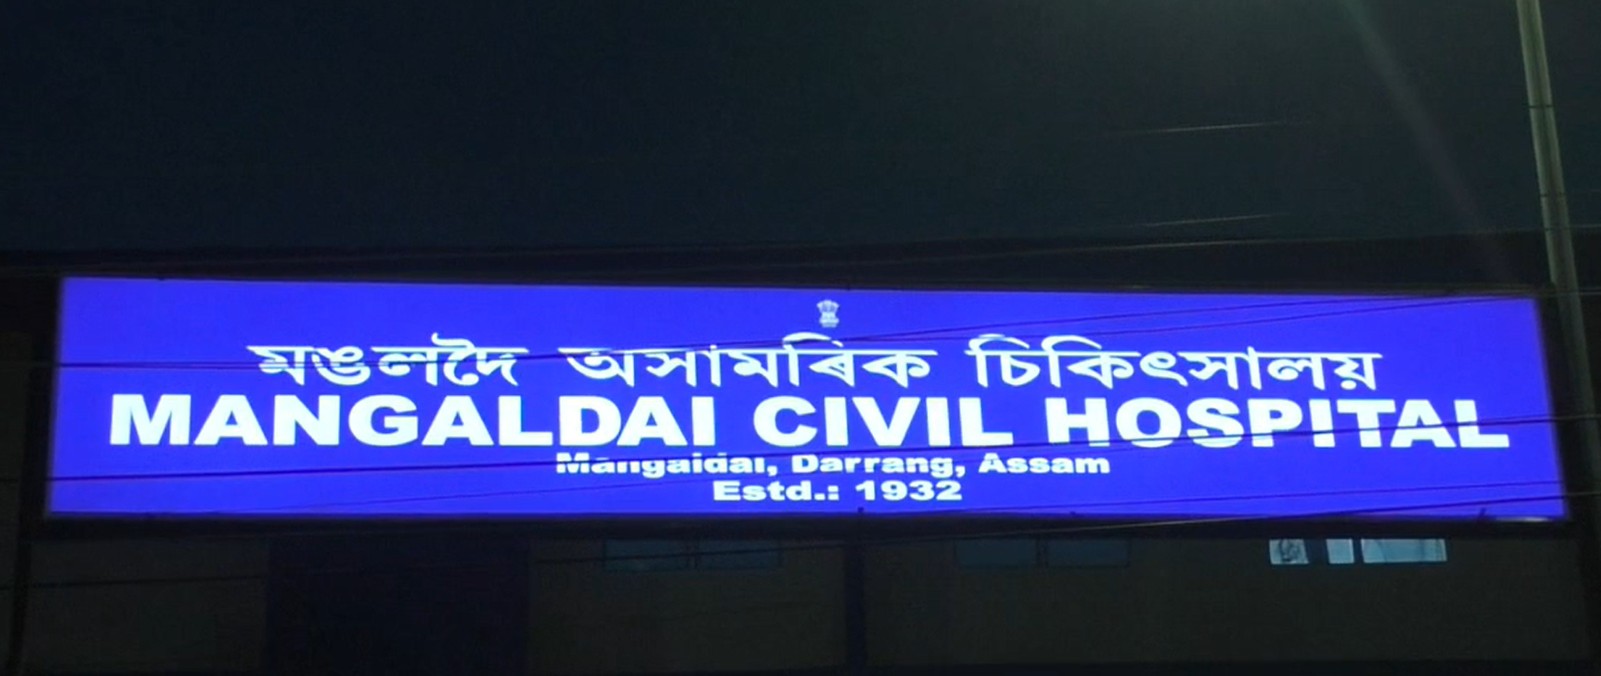 মঙলদৈ অসামৰিক চিকিৎসালয়
MANGALDAI CIVIL HOSPITAL
Mangaldai, Darrang, Assam
Estd.: 1932